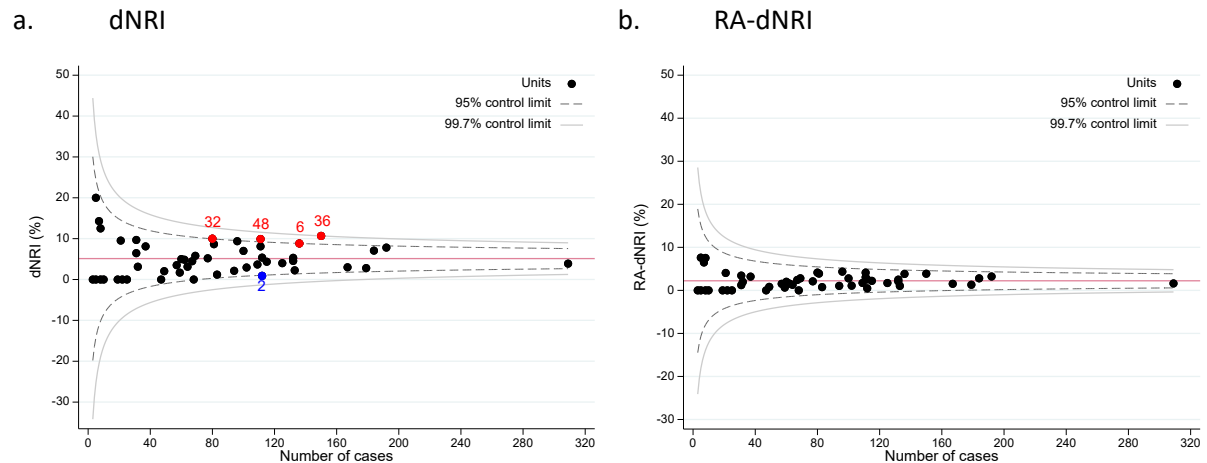 a. dNRI
50
40
30
20
10
0
-10
-20
-30
dNRI (%)
Units
95% control limit
99.7% control limit
32
48
6
36
2
0 40 80 120 160 200 240 280 320
Number of cases
b. RA-dNRI
50
40
30
20
10
0
-10
-20
-30
RA-dNRI (%)
Units
95% control limit
99.7% control limit
0 40 80 120 160 200 240 280 320
Number of cases